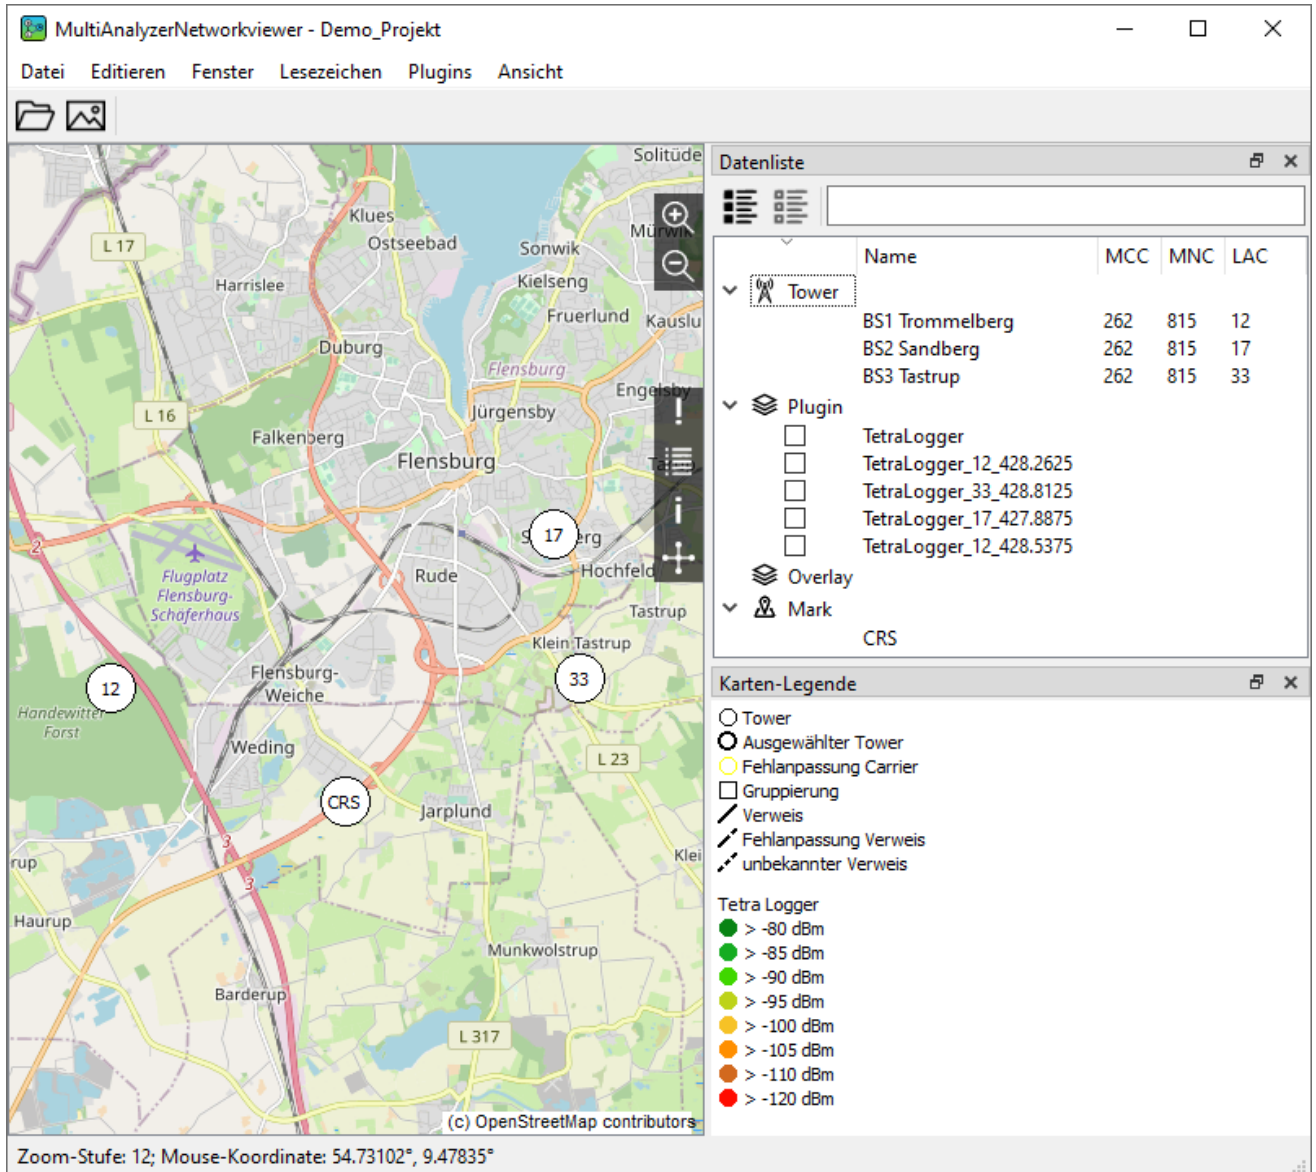 MultiAnalyzerNetworkviewer - Demo_Projekt
Datei Editieren Fenster Lesezeichen Plugins Ansicht
Solitüde
Klues
Ostseebad
Mürwik
L 17
Sonwik
Harrislee
Kielseng
Fruerlund
Kauslu
Duburg
Flensburg
Engelsby
L 16
Jürgensby
Falkenberg
Flensburg
17
2
Hochfeld
Rude
Flugplatz
Flensburg-
Schäferhaus
Tastrup
Klein Tastrup
Flensburg-
Weiche
12
33
Handewitter
Forst
Weding
L 23
CRS
Jarplund
3
Klei
rup
3
Haurup
Munkwolstrup
Barderup
L 317
(c) OpenStreetMap contributors
Datenliste
Name MCC MNC LAC
Tower
BS1 Trommelberg 262 815 12
BS2 Sandberg 262 815 17
BS3 Tastrup 262 815 33
Plugin
TetraLogger
TetraLogger_12_428.2625
TetraLogger_33_428.8125
TetraLogger_17_427.8875
TetraLogger_12_428.5375
Overlay
Mark
CRS
Karten-Legende
Tower
Ausgewählter Tower
Fehlanpassung Carrier
Gruppierung
Verweis
Fehlanpassung Verweis
unbekannter Verweis
Tetra Logger
> -80 dBm
> -85 dBm
> -90 dBm
> -95 dBm
> -100 dBm
> -105 dBm
> -110 dBm
> -120 dBm
Zoom-Stufe: 12; Mouse-Koordinate: 54.73102°, 9.47835°